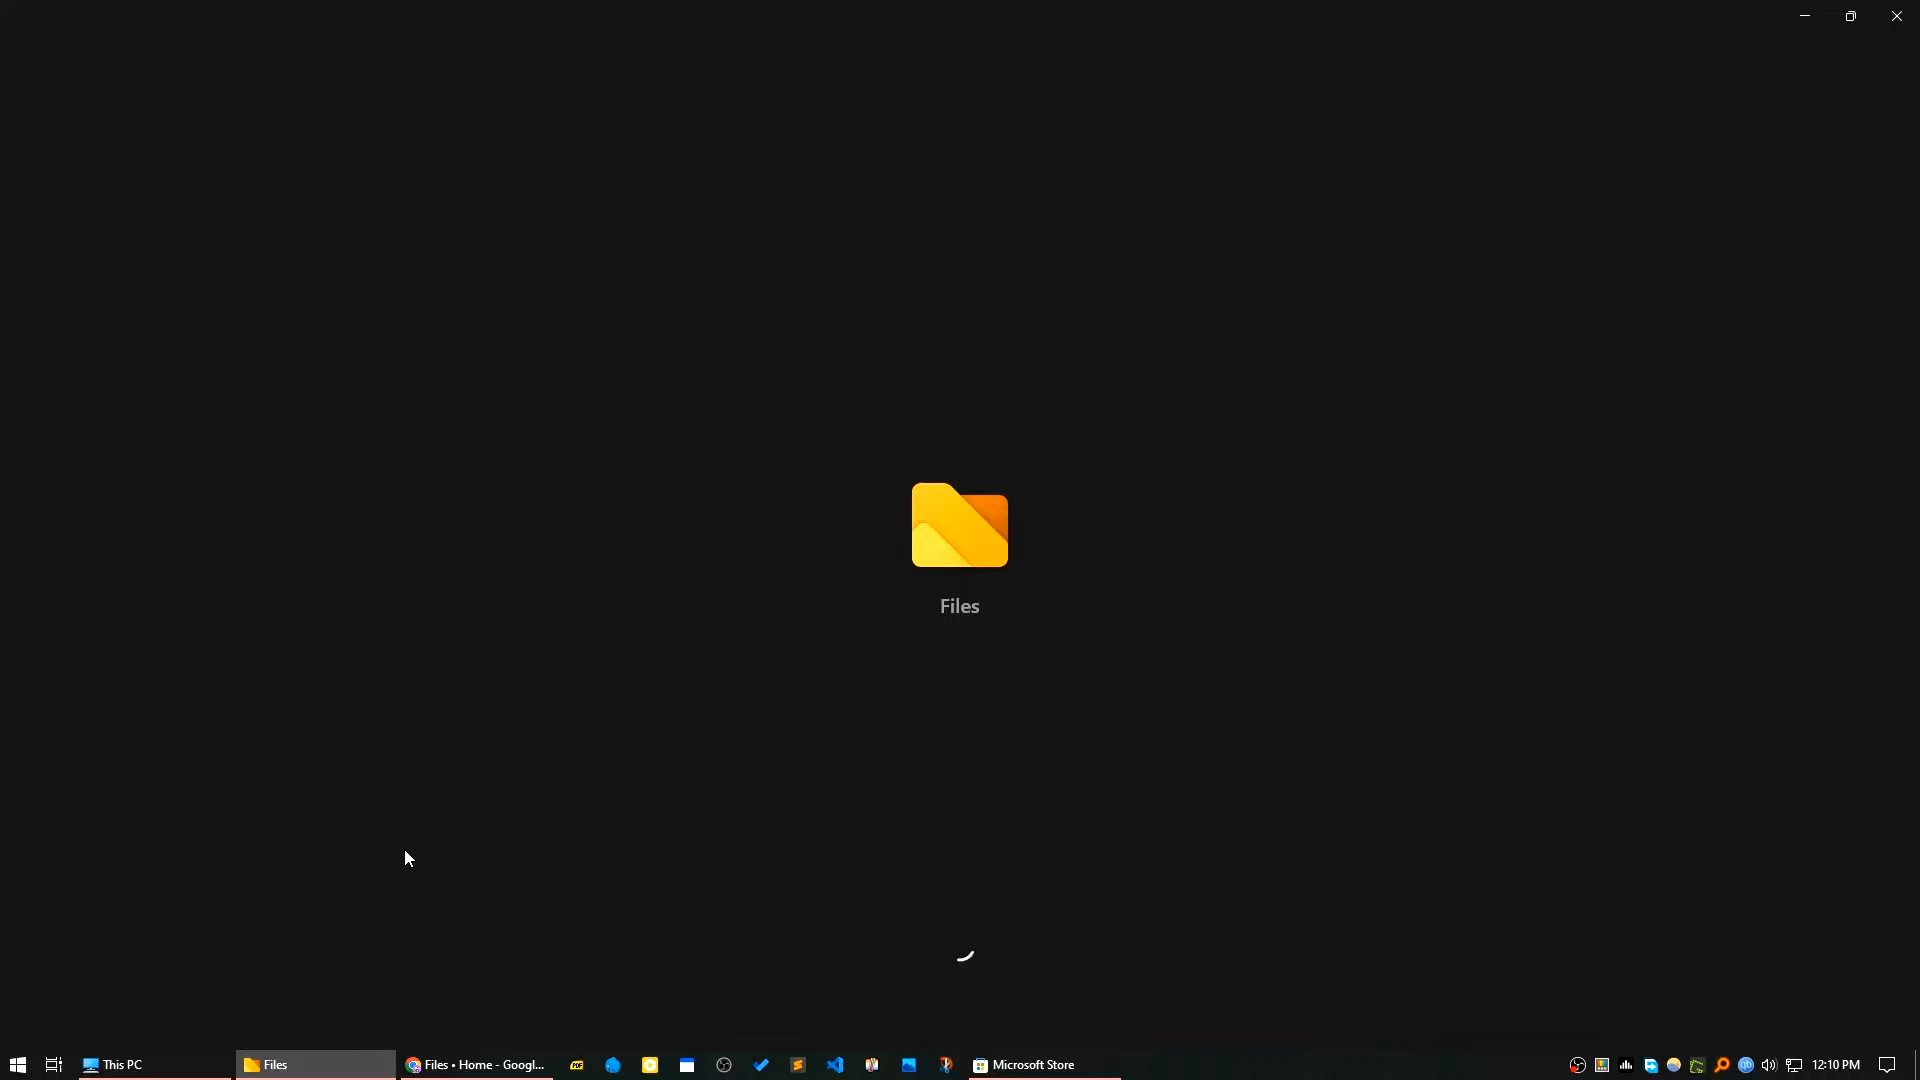 Files
This PC
Files
Files • Home - Googl...
Microsoft Store
12:10 PM